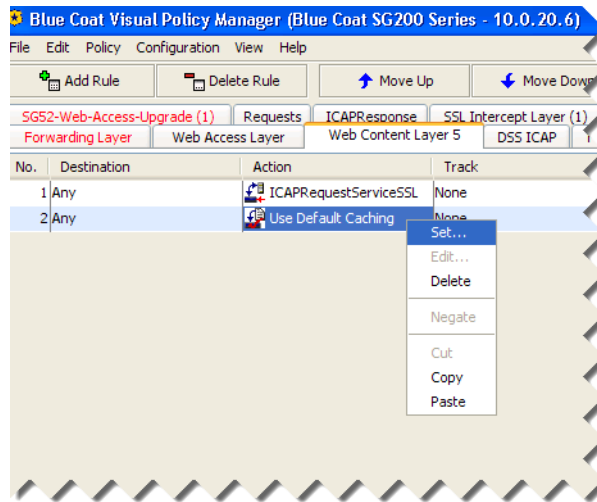 Blue Coat Visual Policy Manager (Blue Coat SG200 Series - 10.0.20.6)
File Edit Policy Configuration View Help
Add Rule Delete Rule Move Up Move Down
SG52-Web-Access-Upgrade (1) Requests ICAPResponse SSL Intercept Layer (1)
Forwarding Layer Web Access Layer Web Content Layer 5 DSS ICAP
No. Destination Action Track
1 Any ICAPRequestServiceSSL None
2 Any Use Default Caching None
Set...
Edit...
Delete
Negate
Cut
Copy
Paste